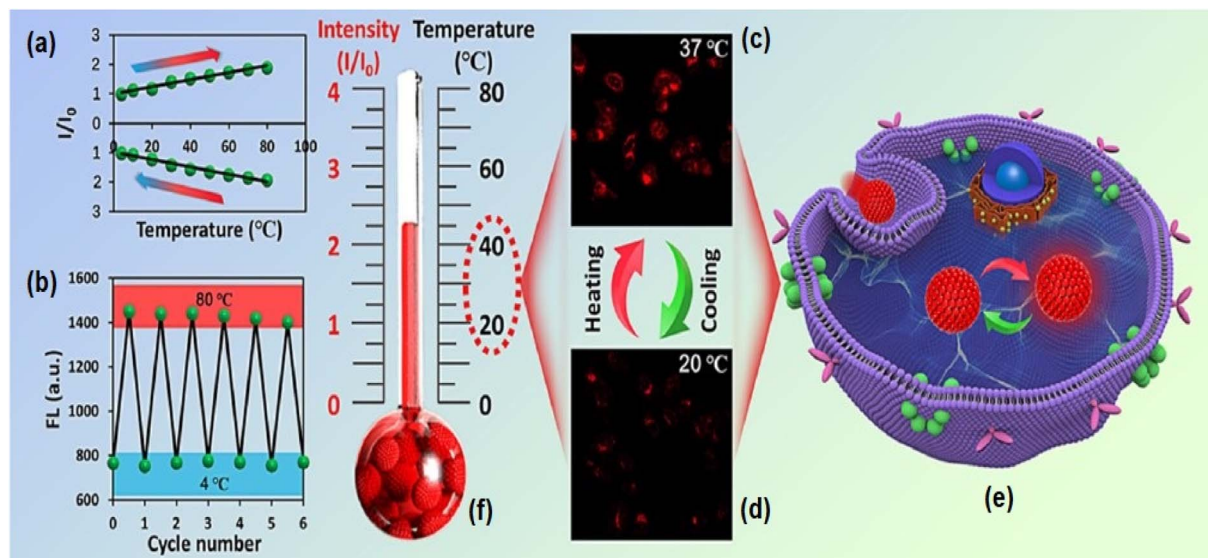 (a)
3
2
1
0
1
2
3
I/I₀
0 20 40 60 80 100
Temperature (℃)
(b)
1600
1400
1200
1000
800
600
FL (a.u.)
80 ℃
4 ℃
0 1 2 3 4 5 6
Cycle number
Intensity
(I/I₀)
4
3
2
1
0
Temperature
(℃)
80
60
40
20
0
(f)
37 ℃
(c)
Heating
Cooling
20 ℃
(d)
(e)